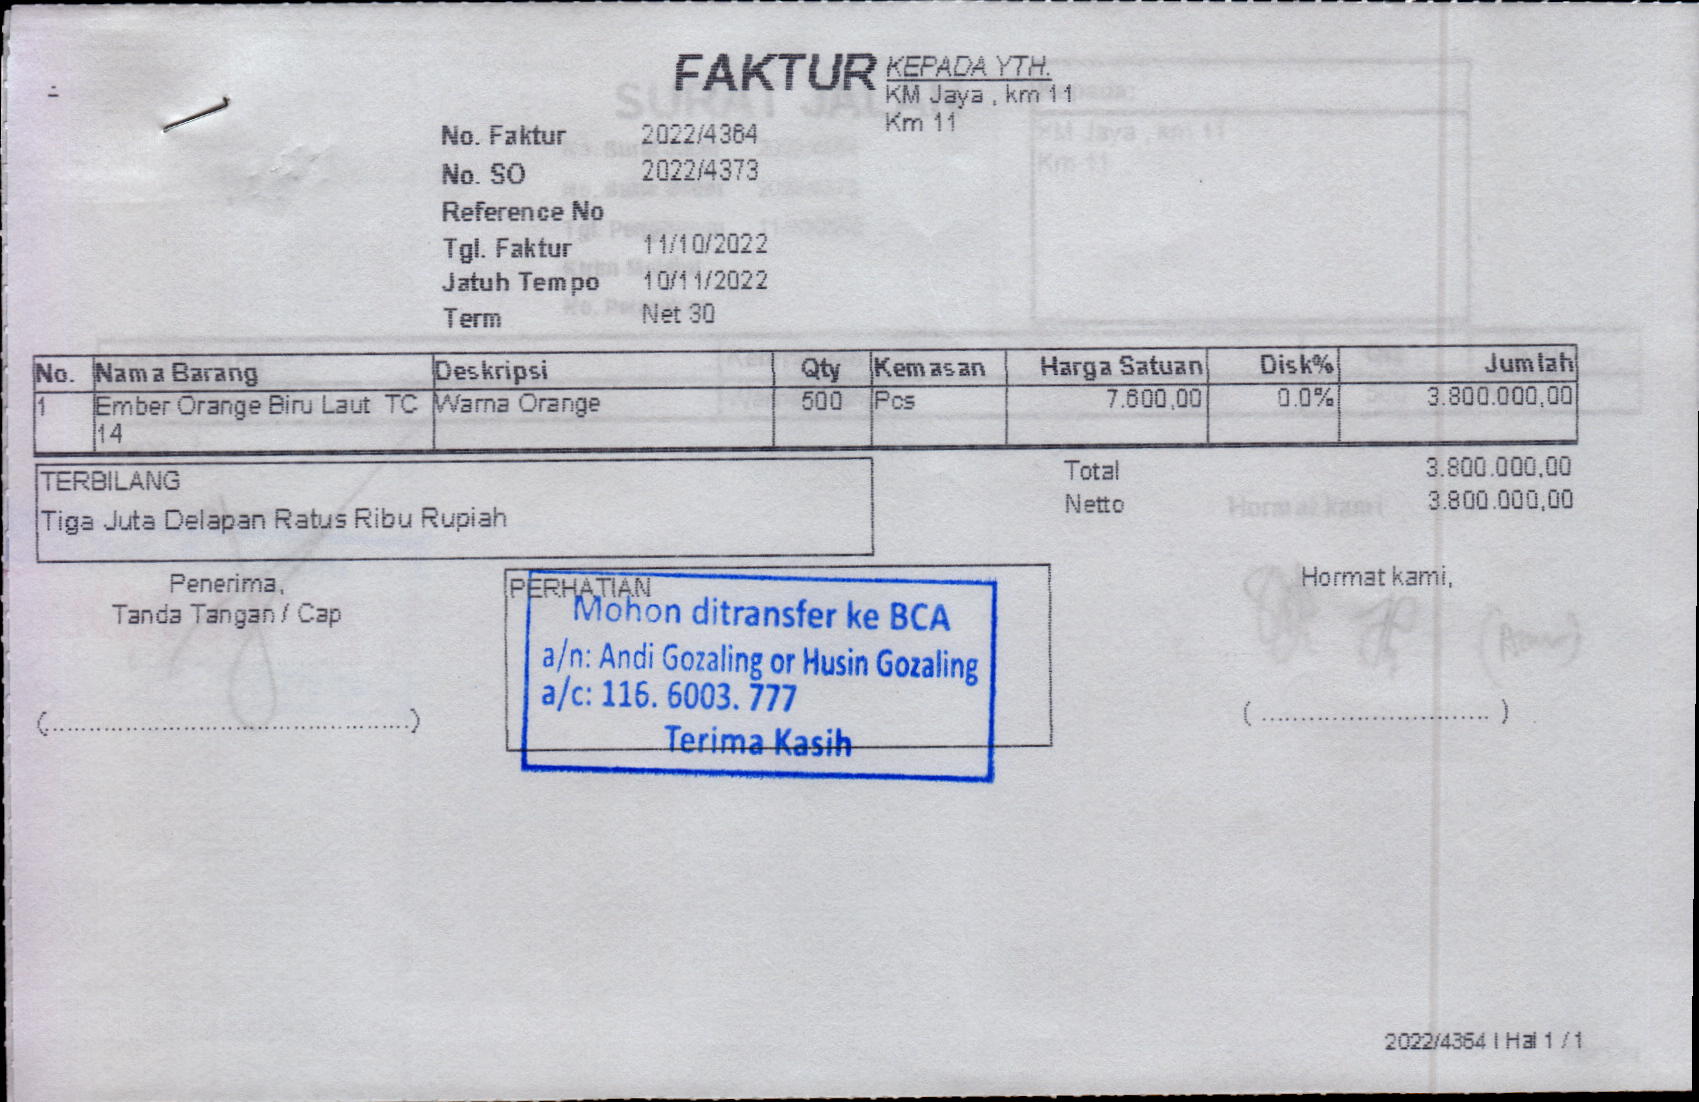 FAKTUR
KEPADA YTH.
KM Jaya , km 11
Km 11
No. Faktur 2022/4364
No. SO 2022/4373
Reference No
Tgl. Faktur 11/10/2022
Jatuh Tempo 10/11/2022
Term Net 30
No. Nama Barang Deskripsi Qty Kemasan Harga Satuan Disk% Jumlah
1 Ember Orange Biru Laut TC Warna Orange 500 Pcs 7.600,00 0.0% 3.800.000,00
14
TERBILANG
Tiga Juta Delapan Ratus Ribu Rupiah
Total 3.800.000,00
Netto 3.800.000,00
Penerima,
Tanda Tangan / Cap
(................................................)
PERHATIAN
Mohon ditransfer ke BCA
a/n: Andi Gozaling or Husin Gozaling
a/c: 116. 6003. 777
Terima Kasih
Hormat kami,
( .............................. )
2022/4364 | Hal 1 / 1